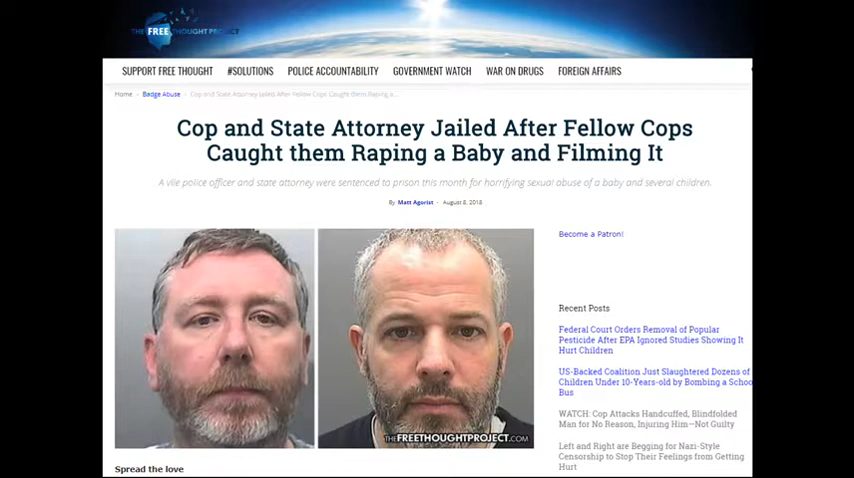 THE FREE THOUGHT PROJECT
SUPPORT FREE THOUGHT #SOLUTIONS POLICE ACCOUNTABILITY GOVERNMENT WATCH WAR ON DRUGS FOREIGN AFFAIRS
Home › Badge Abuse › Cop and State Attorney Jailed After Fellow Cops Caught them Raping a...
Cop and State Attorney Jailed After Fellow Cops
Caught them Raping a Baby and Filming It
A vile police officer and state attorney were sentenced to prison this month for horrifying sexual abuse of a baby and several children.
By Matt Agorist - August 8, 2018
THEFREETHOUGHTPROJECT.COM
Spread the love
Become a Patron!
Recent Posts
Federal Court Orders Removal of Popular
Pesticide After EPA Ignored Studies Showing It
Hurt Children
US-Backed Coalition Just Slaughtered Dozens of
Children Under 10-Years-old by Bombing a Schoo
Bus
WATCH: Cop Attacks Handcuffed, Blindfolded
Man for No Reason, Injuring Him—Not Guilty
Left and Right are Begging for Nazi-Style
Censorship to Stop Their Feelings from Getting
Hurt